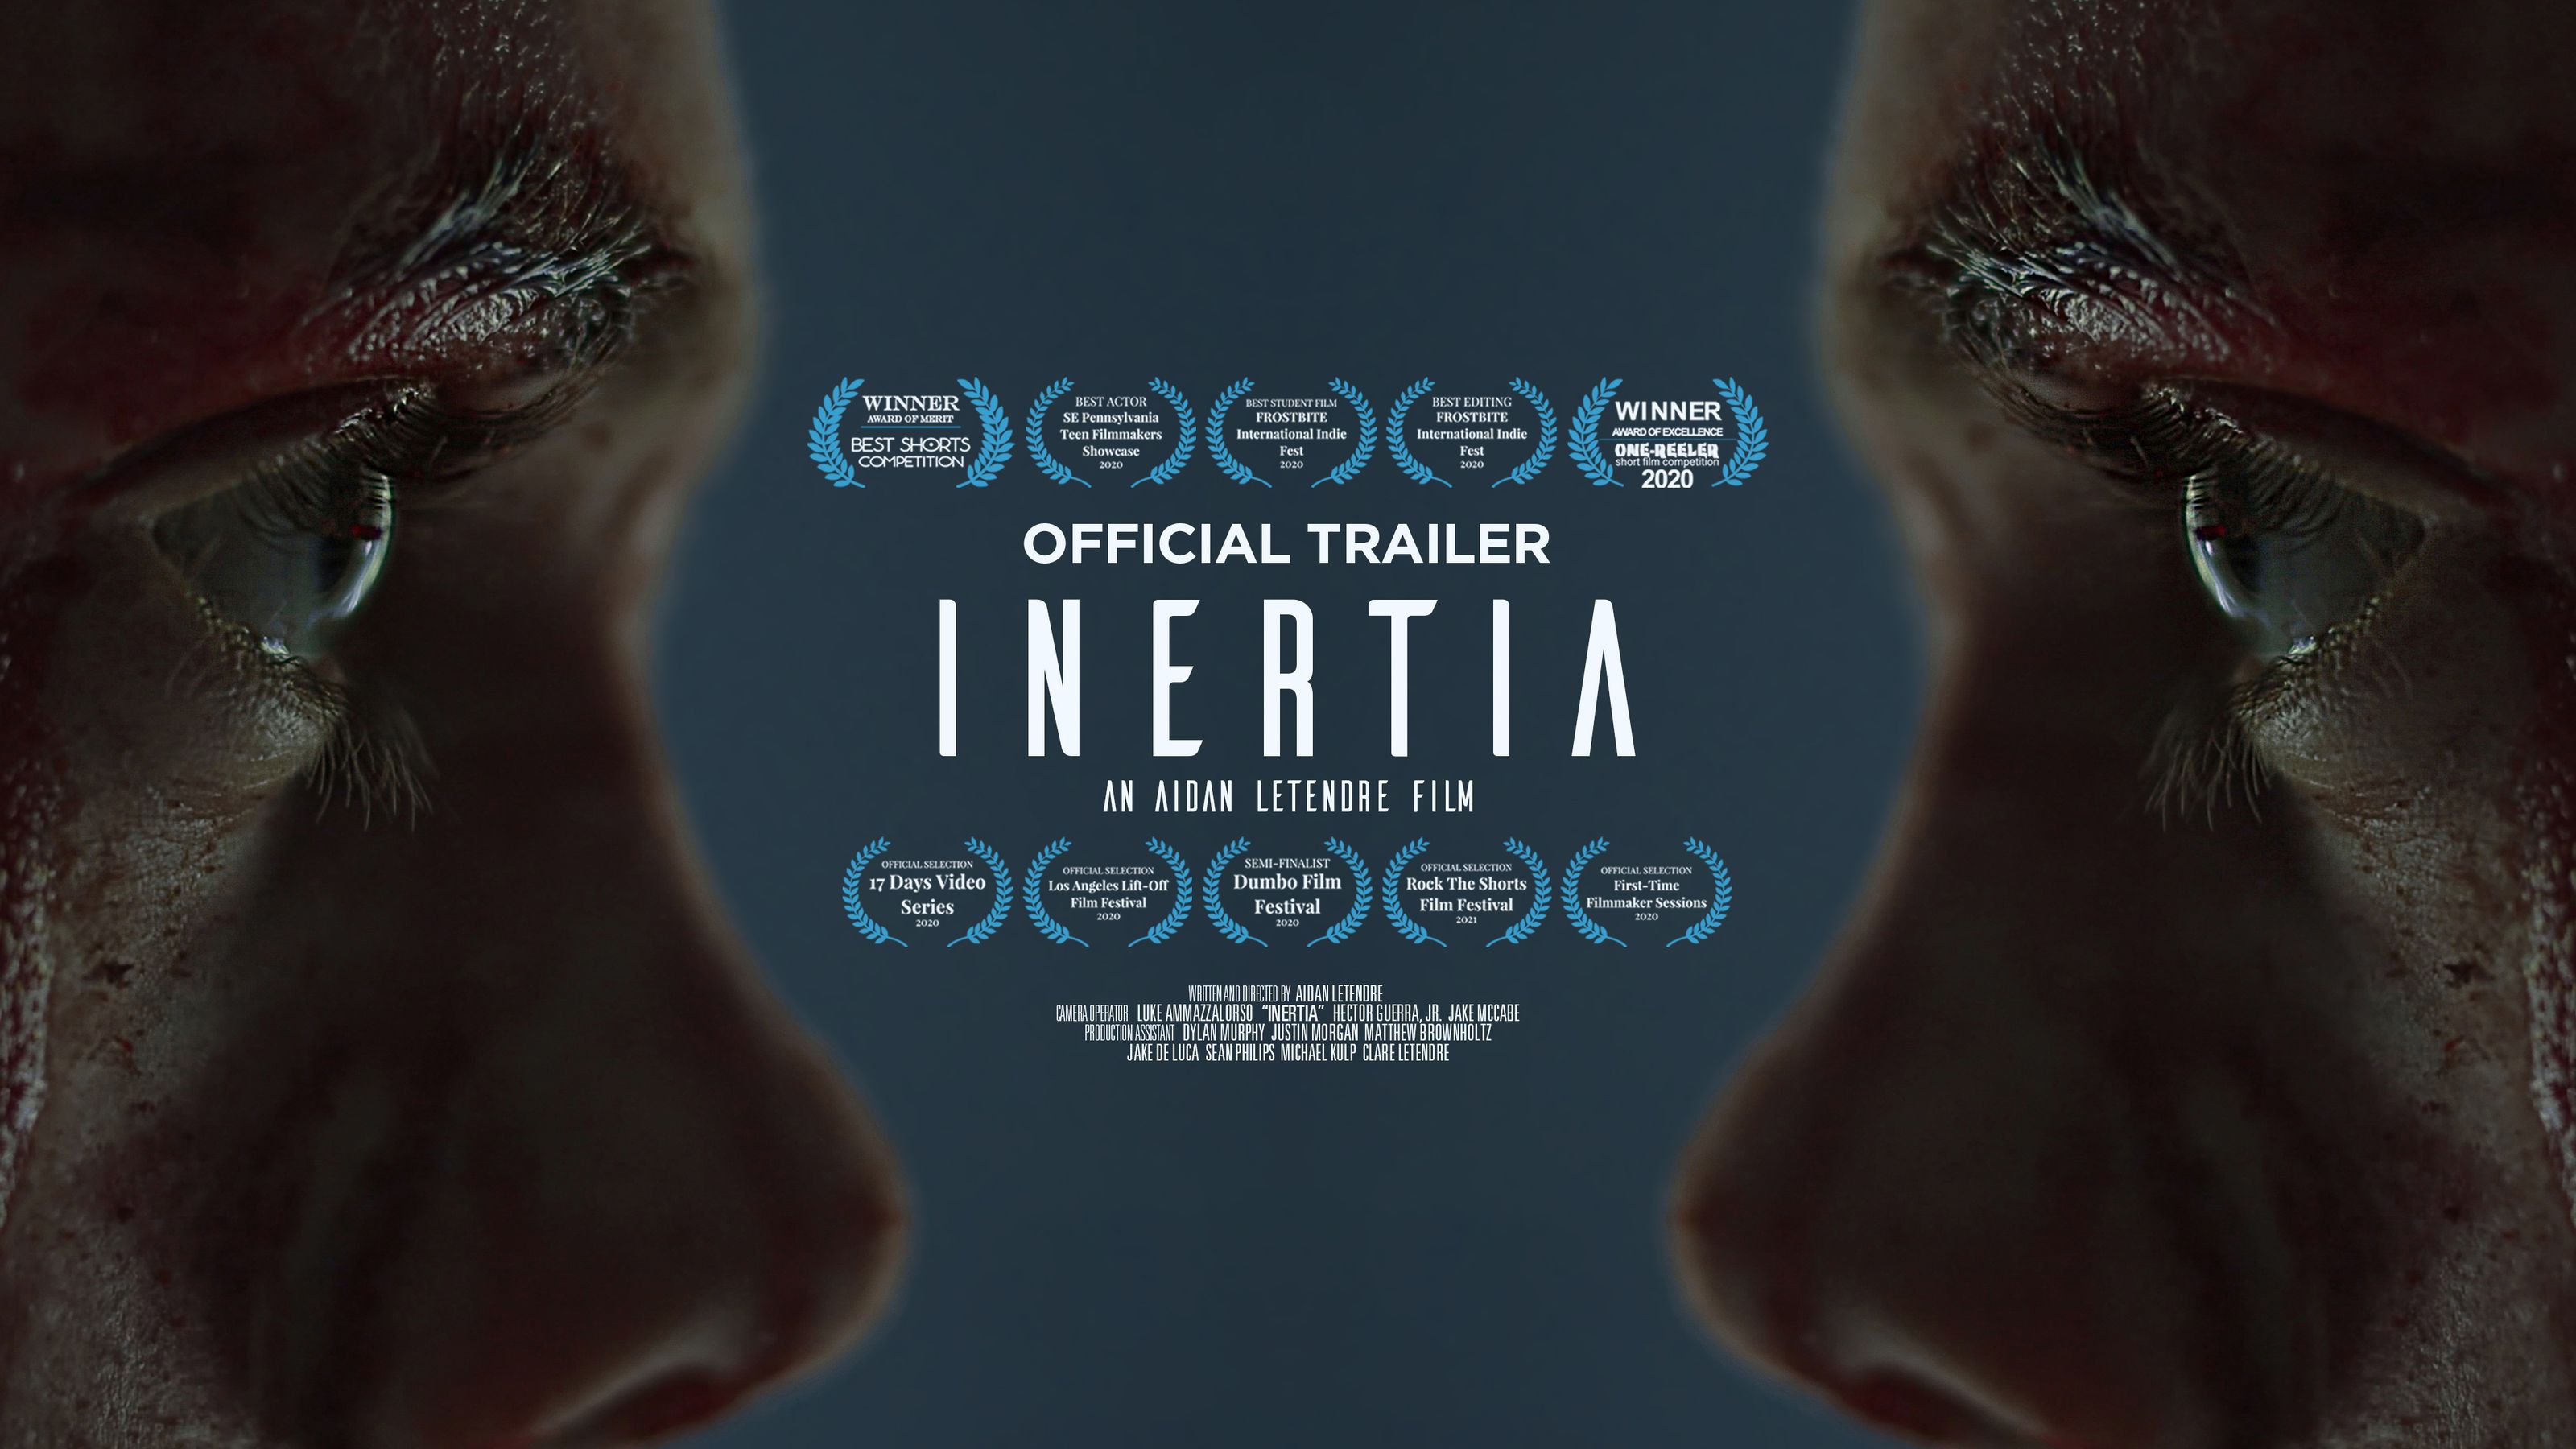 WINNER
AWARD OF MERIT
BEST SHORTS
COMPETITION
BEST ACTOR
SE Pennsylvania
Teen Filmmakers
Showcase
2020
BEST STUDENT FILM
FROSTBITE
International Indie
Fest
2020
BEST EDITING
FROSTBITE
International Indie
Fest
2020
WINNER
AWARD OF EXCELLENCE
ONE-REELER
short film competition
2020
OFFICIAL TRAILER
INERTIA
AN AIDAN LETENDRE FILM
OFFICIAL SELECTION
17 Days Video
Series
2020
OFFICIAL SELECTION
Los Angeles Lift-Off
Film Festival
2020
SEMI-FINALIST
Dumbo Film
Festival
2020
OFFICIAL SELECTION
Rock The Shorts
Film Festival
2021
OFFICIAL SELECTION
First-Time
Filmmaker Sessions
2020
WRITTEN AND DIRECTED BY AIDAN LETENDRE
CAMERA OPERATOR LUKE AMMAZZALORSO "INERTIA" HECTOR GUERRA, JR. JAKE MCCABE
PRODUCTION ASSISTANT DYLAN MURPHY JUSTIN MORGAN MATTHEW BROWNHOLTZ
JAKE DE LUCA SEAN PHILIPS MICHAEL KULP CLARE LETENDRE